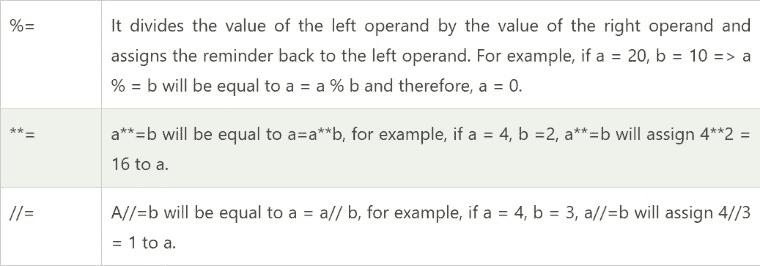 %= It divides the value of the left operand by the value of the right operand and
assigns the reminder back to the left operand. For example, if a = 20, b = 10 => a
% = b will be equal to a = a % b and therefore, a = 0.
**= a**=b will be equal to a=a**b, for example, if a = 4, b =2, a**=b will assign 4**2 =
16 to a.
//= A//=b will be equal to a = a// b, for example, if a = 4, b = 3, a//=b will assign 4//3
= 1 to a.